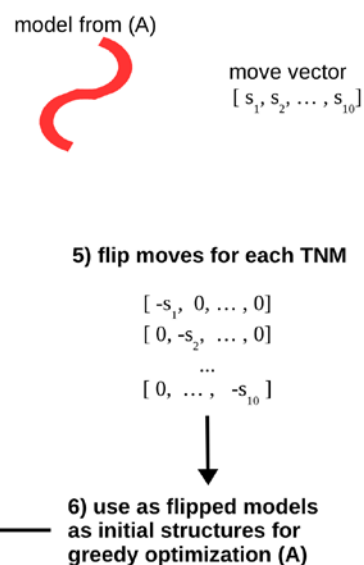 model from (A)
move vector
[ s₁, s₂, … , s₁₀]
5) flip moves for each TNM
[ -s₁, 0, … , 0]
[ 0, -s₂, … , 0]
...
[ 0, … , -s₁₀ ]
6) use as flipped models
as initial structures for
greedy optimization (A)